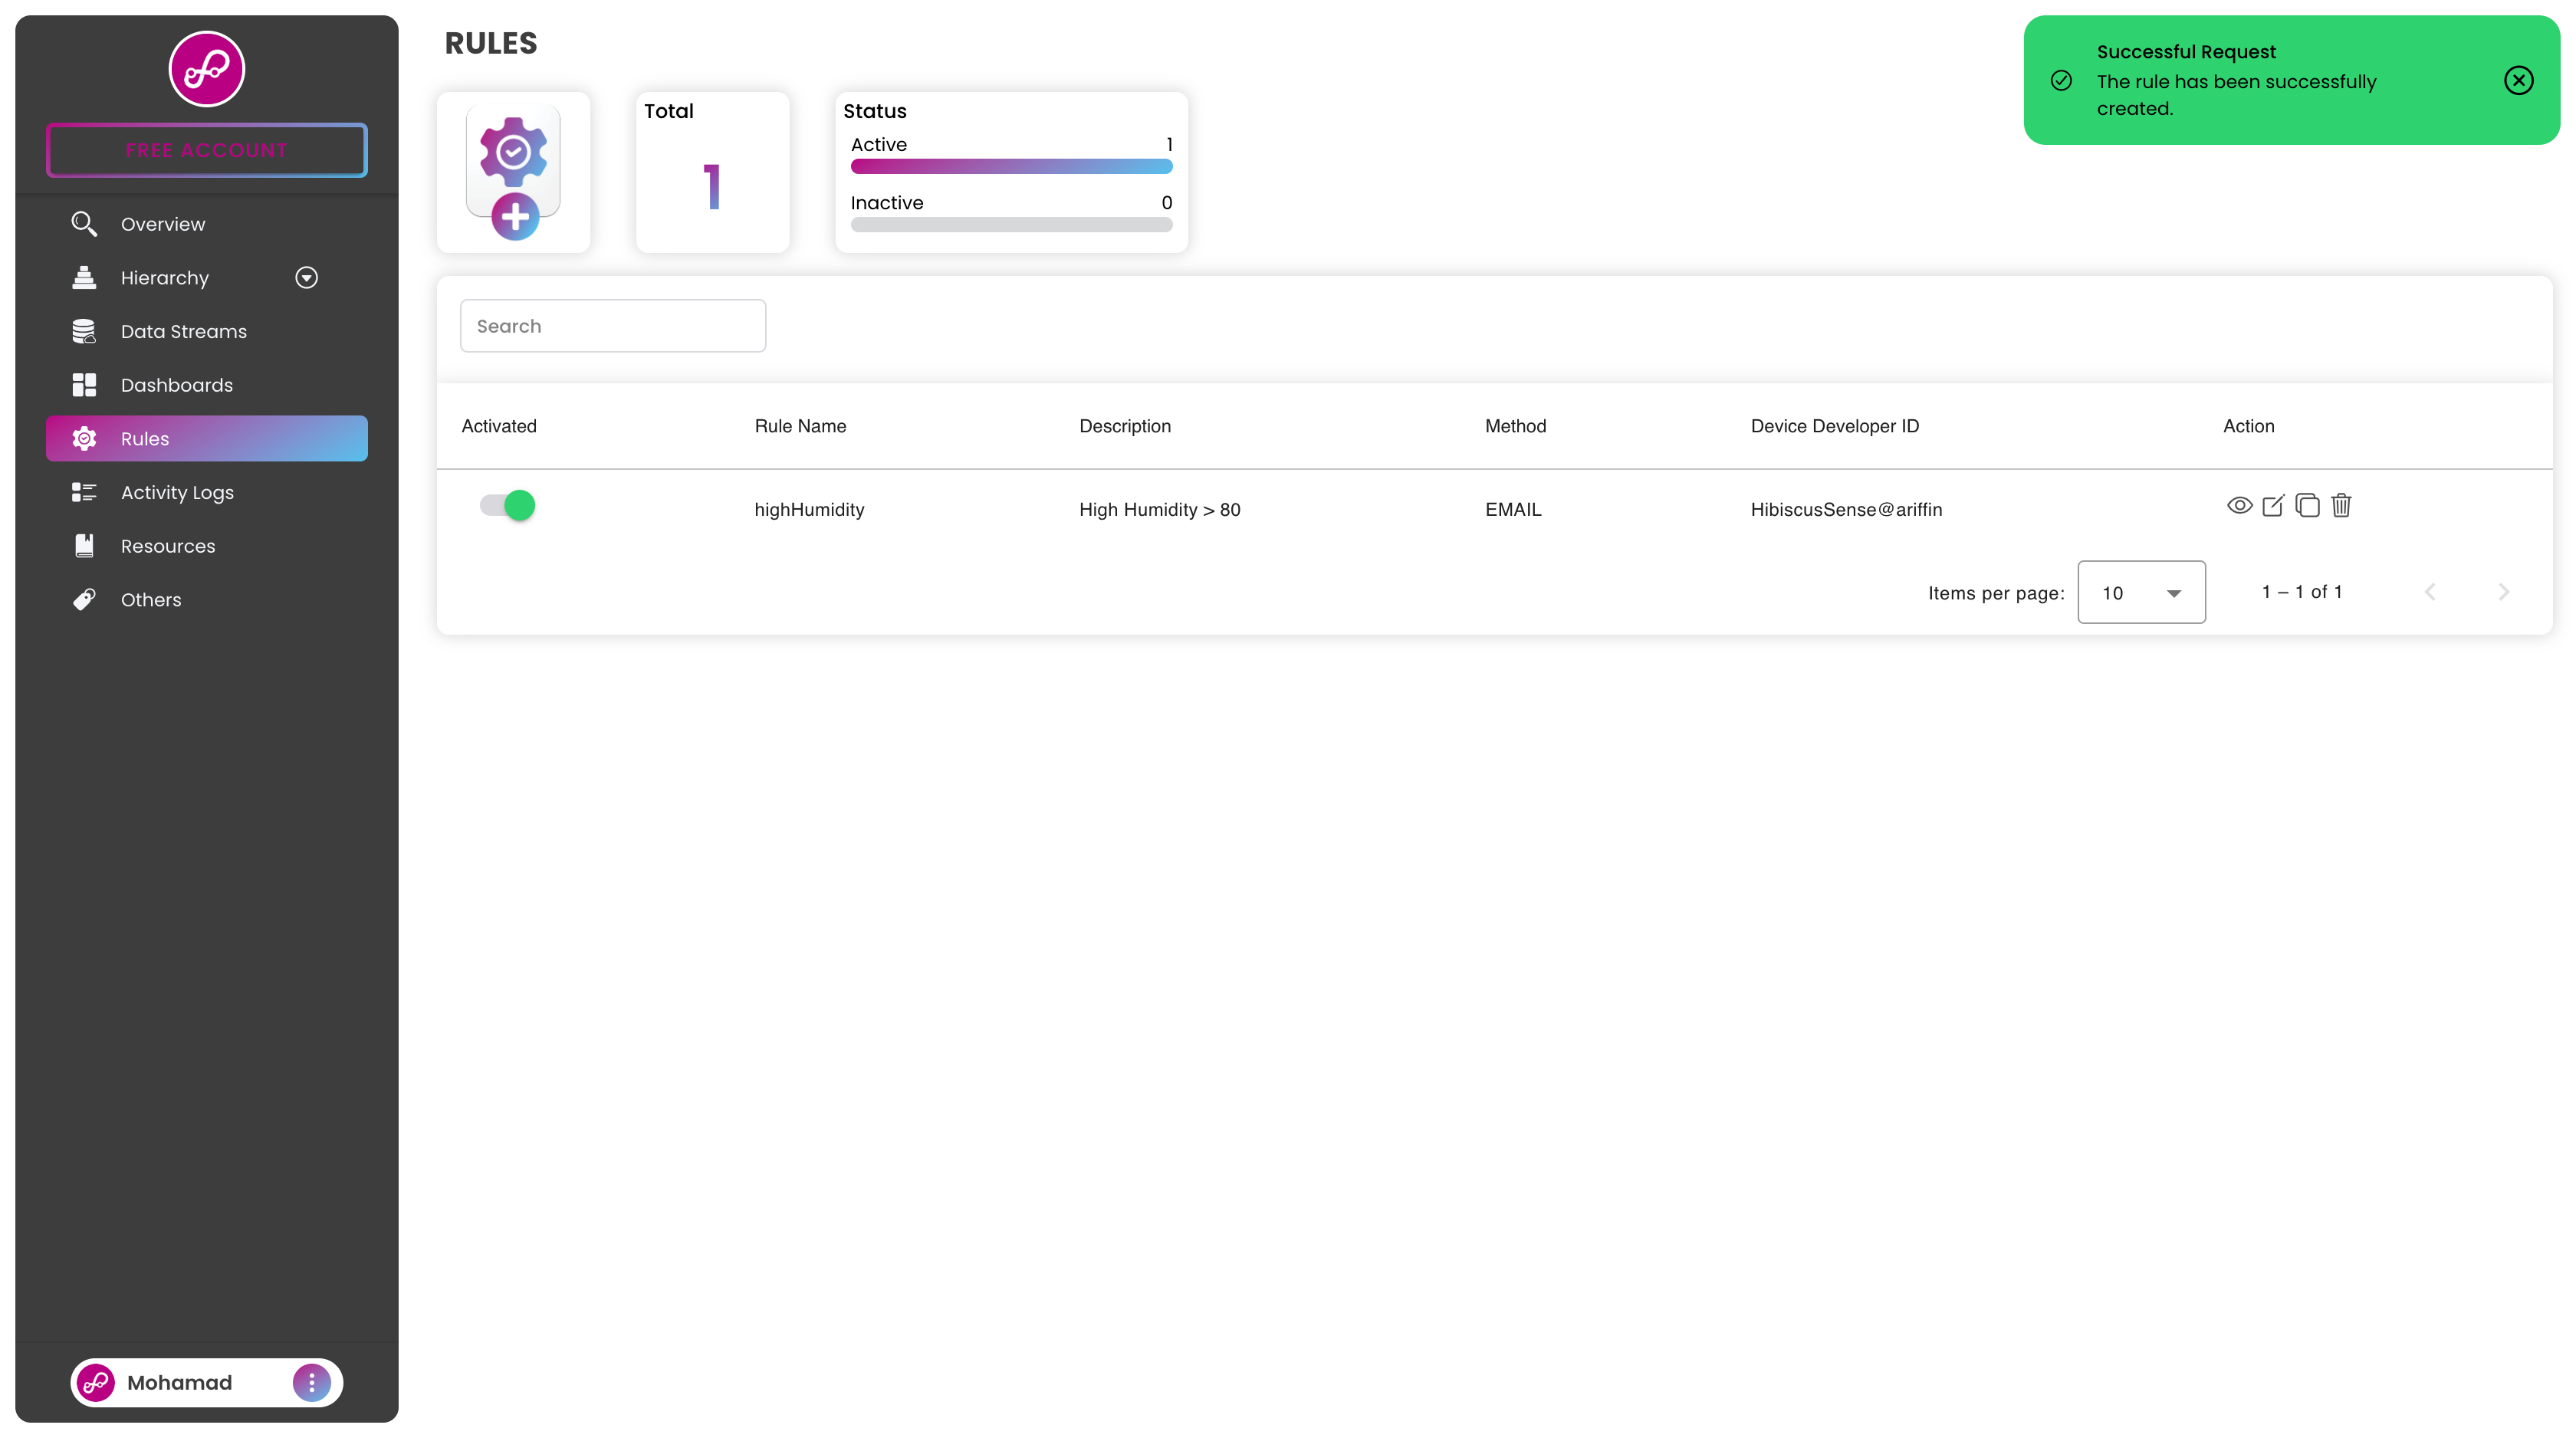 FREE ACCOUNT
Overview
Hierarchy
Data Streams
Dashboards
Rules
Activity Logs
Resources
Others
Mohamad
RULES
Total
1
Status
Active 1
Inactive 0
Successful Request
The rule has been successfully
created.
Search
Activated Rule Name Description Method Device Developer ID Action
highHumidity High Humidity > 80 EMAIL HibiscusSense@ariffin
Items per page: 10 1 – 1 of 1